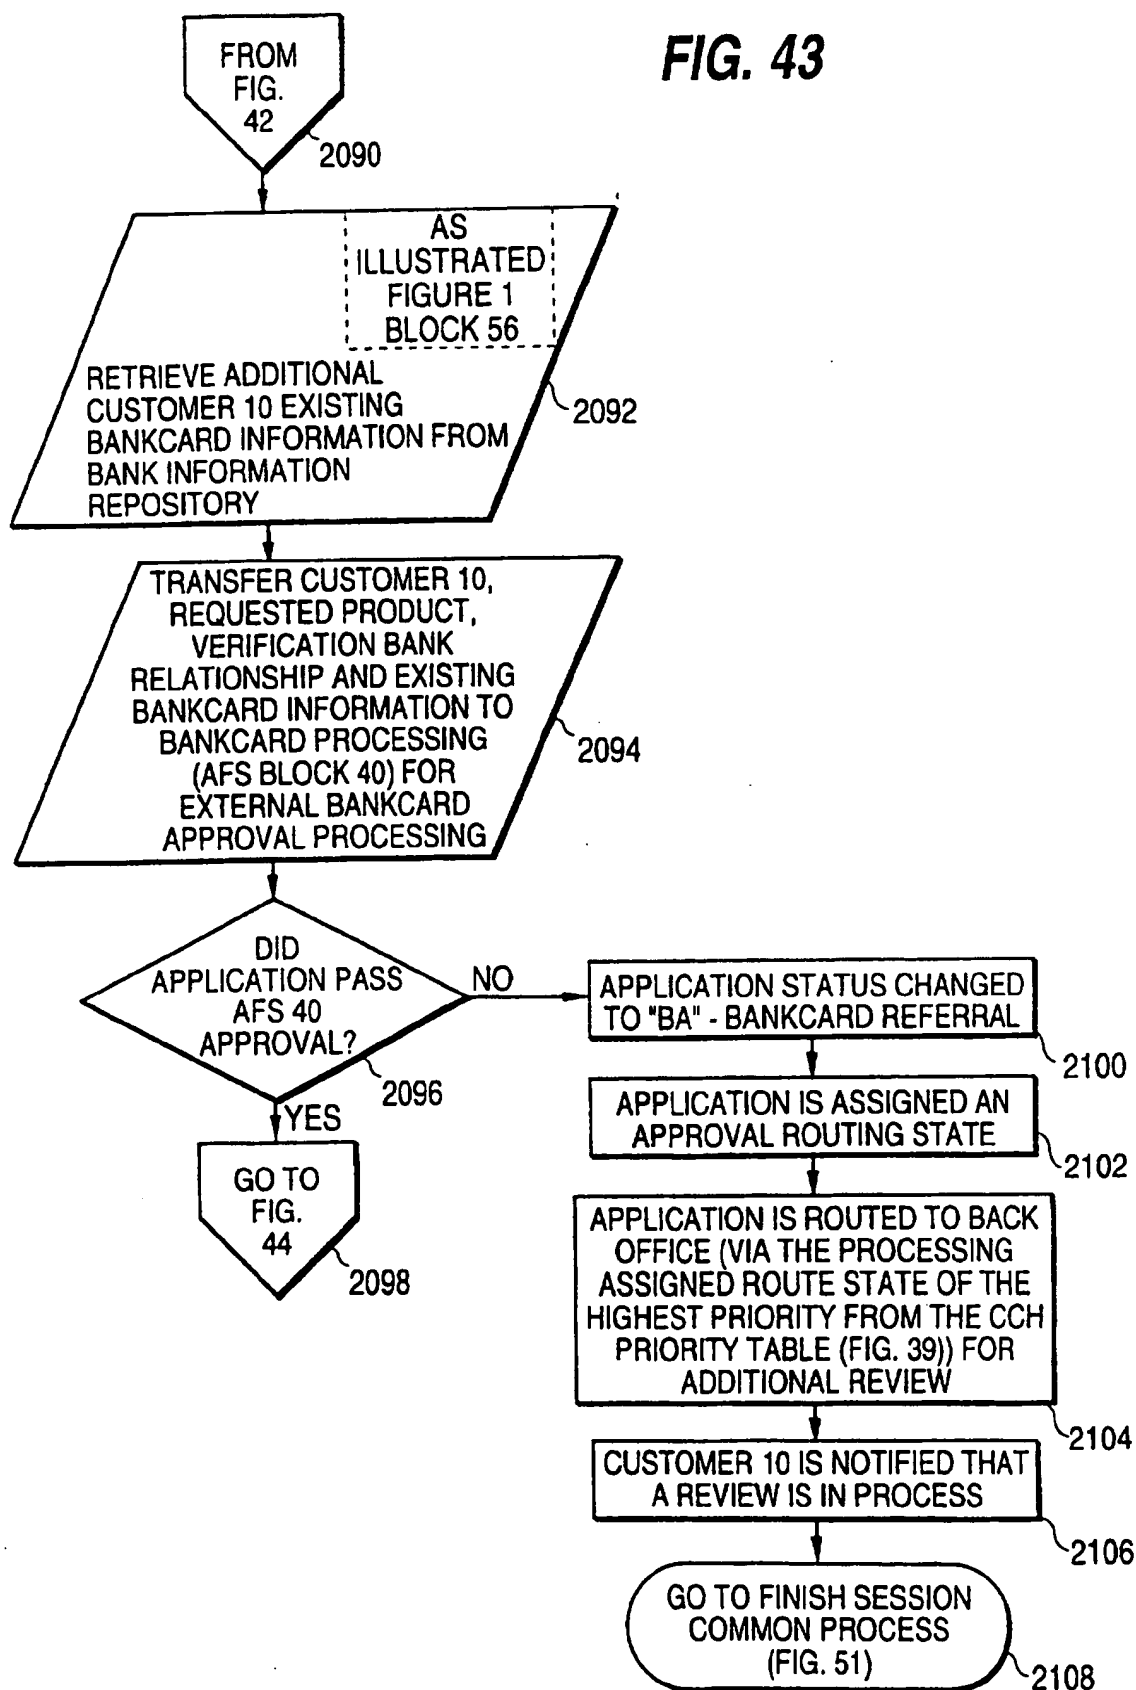 FIG. 43
FROM
FIG.
42
2090
AS
ILLUSTRATED
FIGURE 1
BLOCK 56
RETRIEVE ADDITIONAL
CUSTOMER 10 EXISTING
BANKCARD INFORMATION FROM
BANK INFORMATION
REPOSITORY
2092
TRANSFER CUSTOMER 10,
REQUESTED PRODUCT,
VERIFICATION BANK
RELATIONSHIP AND EXISTING
BANKCARD INFORMATION TO
BANKCARD PROCESSING
(AFS BLOCK 40) FOR
EXTERNAL BANKCARD
APPROVAL PROCESSING
2094
DID
APPLICATION PASS
AFS 40
APPROVAL?
2096
YES
GO TO
FIG.
44
2098
NO
APPLICATION STATUS CHANGED
TO "BA" - BANKCARD REFERRAL
2100
APPLICATION IS ASSIGNED AN
APPROVAL ROUTING STATE
2102
APPLICATION IS ROUTED TO BACK
OFFICE (VIA THE PROCESSING
ASSIGNED ROUTE STATE OF THE
HIGHEST PRIORITY FROM THE CCH
PRIORITY TABLE (FIG. 39)) FOR
ADDITIONAL REVIEW
2104
CUSTOMER 10 IS NOTIFIED THAT
A REVIEW IS IN PROCESS
2106
GO TO FINISH SESSION
COMMON PROCESS
(FIG. 51)
2108